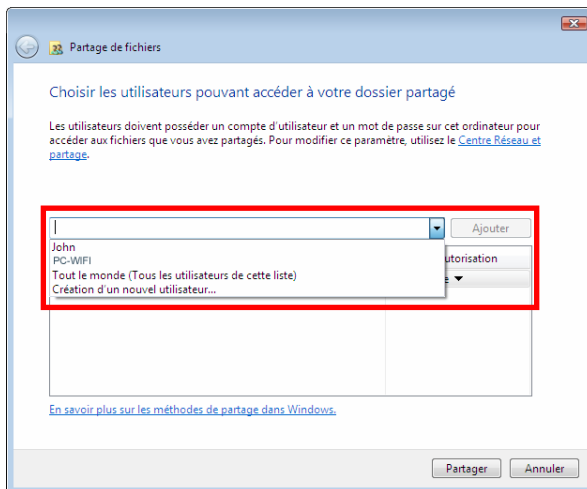 Partage de fichiers
Choisir les utilisateurs pouvant accéder à votre dossier partagé
Les utilisateurs doivent posséder un compte d'utilisateur et un mot de passe sur cet ordinateur pour
accéder aux fichiers que vous avez partagés. Pour modifier ce paramètre, utilisez le Centre Réseau et
partage.
Ajouter
John
PC-WIFI
utorisation
Tout le monde (Tous les utilisateurs de cette liste)
e
Création d'un nouvel utilisateur...
En savoir plus sur les méthodes de partage dans Windows.
Partager Annuler